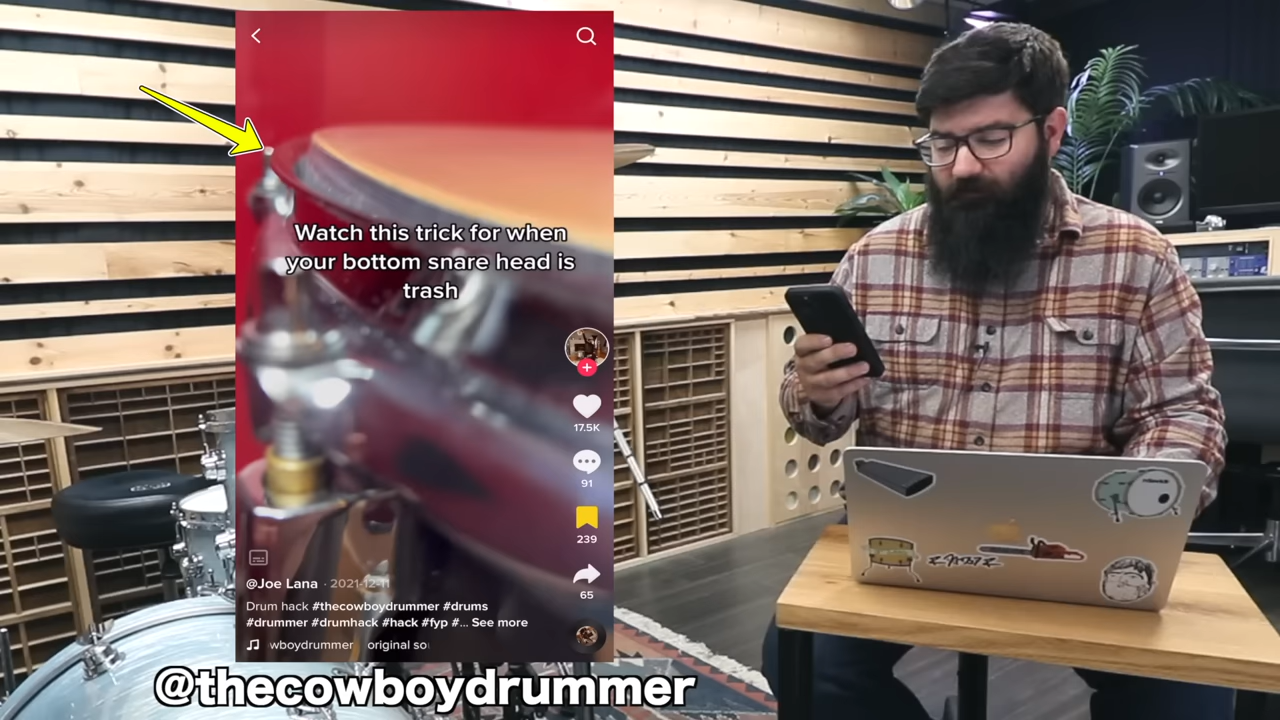 Watch this trick for when
your bottom snare head is
trash
17.5K
91
239
65
@Joe Lana · 2021-12-11
Drum hack #thecowboydrummer #drums
#drummer #drumhack #hack #fyp #... See more
wboydrummer original so
@thecowboydrummer